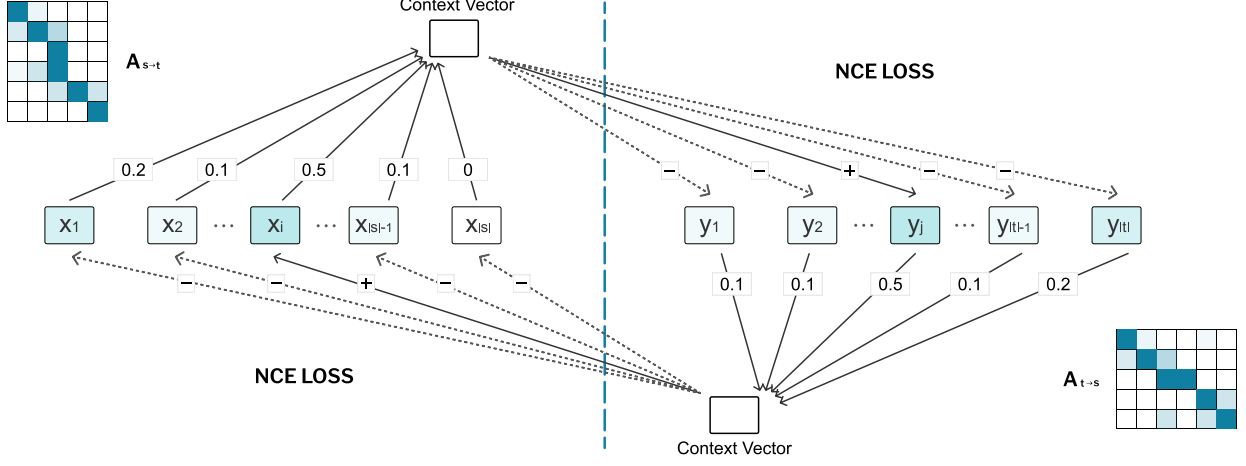 Context Vector
A s→t
NCE LOSS
0.2 0.1 0.5 0.1 0
− − + − −
x1 x2 ... xi ... x|s|-1 x|s|
y1 y2 ... yj ... y|t|-1 y|t|
− − + − −
0.1 0.1 0.5 0.1 0.2
NCE LOSS
A t→s
Context Vector